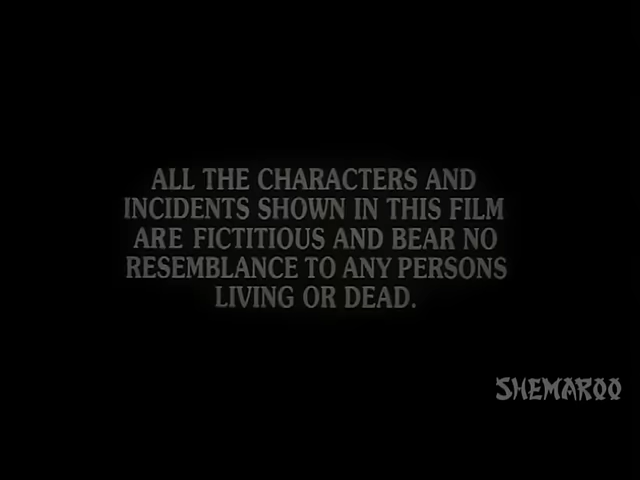 ALL THE CHARACTERS AND
INCIDENTS SHOWN IN THIS FILM
ARE FICTITIOUS AND BEAR NO
RESEMBLANCE TO ANY PERSONS
LIVING OR DEAD.
SHEMAROO